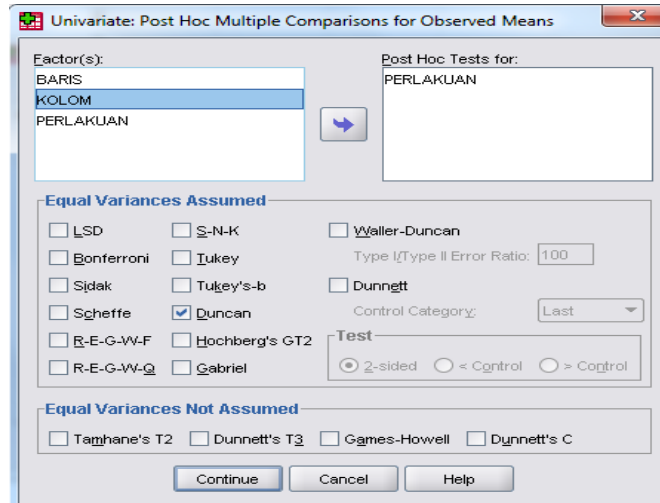 Univariate: Post Hoc Multiple Comparisons for Observed Means
Factor(s):
BARIS
KOLOM
PERLAKUAN
Post Hoc Tests for:
PERLAKUAN
Equal Variances Assumed
LSD S-N-K Waller-Duncan
Bonferroni Tukey Type I/Type II Error Ratio: 100
Sidak Tukey's-b Dunnett
Scheffe Duncan Control Category: Last
R-E-G-W-F Hochberg's GT2 Test
R-E-G-W-Q Gabriel 2-sided < Control > Control
Equal Variances Not Assumed
Tamhane's T2 Dunnett's T3 Games-Howell Dunnett's C
Continue Cancel Help